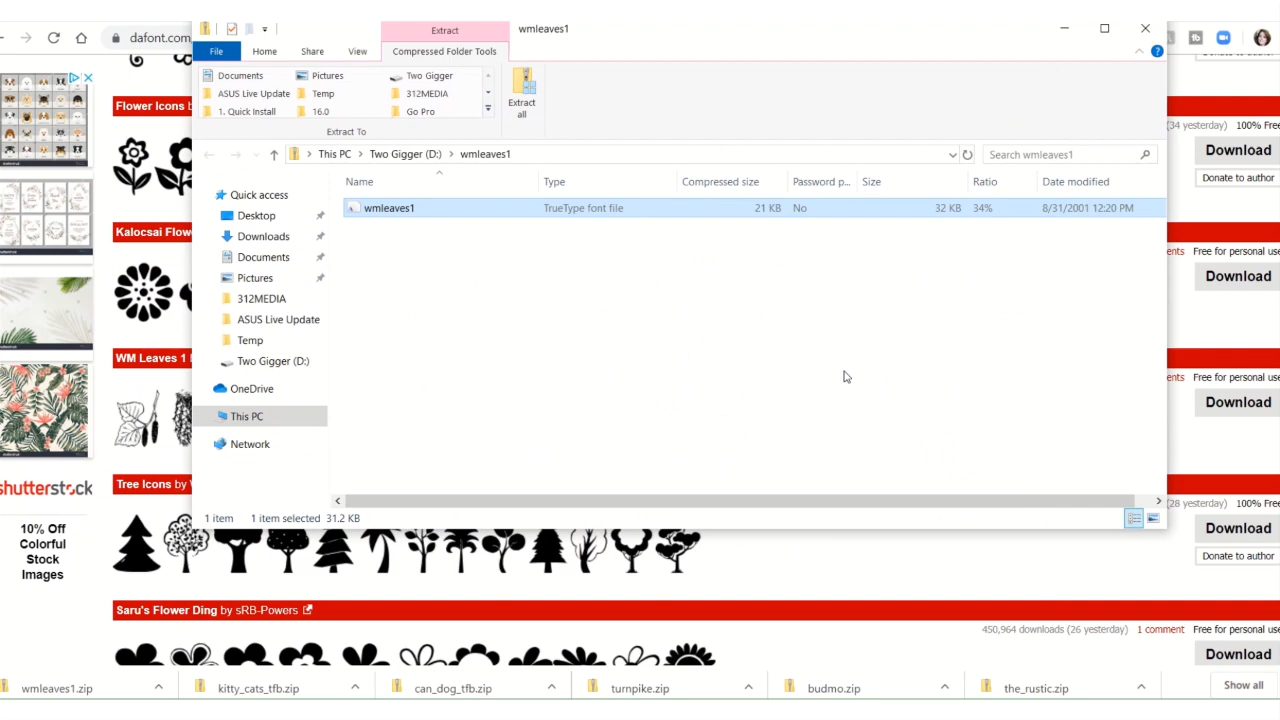 Extract
wmleaves1
File
Home
Share
View
Compressed Folder Tools
Documents
Pictures
Two Gigger
ASUS Live Update
Temp
312MEDIA
1. Quick Install
16.0
Go Pro
Extract To
Extract all
This PC
Two Gigger (D:)
wmleaves1
Search wmleaves1
Name
Type
Compressed size
Password p...
Size
Ratio
Date modified
wmleaves1
TrueType font file
21 KB
No
32 KB
34%
8/31/2001 12:20 PM
Quick access
Desktop
Downloads
Documents
Pictures
312MEDIA
ASUS Live Update
Temp
Two Gigger (D:)
OneDrive
This PC
Network
1 item
1 item selected 31.2 KB
dafont.com
Flower Icons b
(34 yesterday)
100% Free
Download
Donate to author
Kalocsai Flow
ents
Free for personal use
Download
WM Leaves 1
ents
Free for personal use
Download
Tree Icons by
(28 yesterday)
100% Free
Download
Donate to author
Saru's Flower Ding by sRB-Powers
450,964 downloads (26 yesterday)
1 comment
Free for personal use
Download
shutterstock
10% Off
Colorful
Stock
Images
wmleaves1.zip
kitty_cats_tfb.zip
can_dog_tfb.zip
turnpike.zip
budmo.zip
the_rustic.zip
Show all